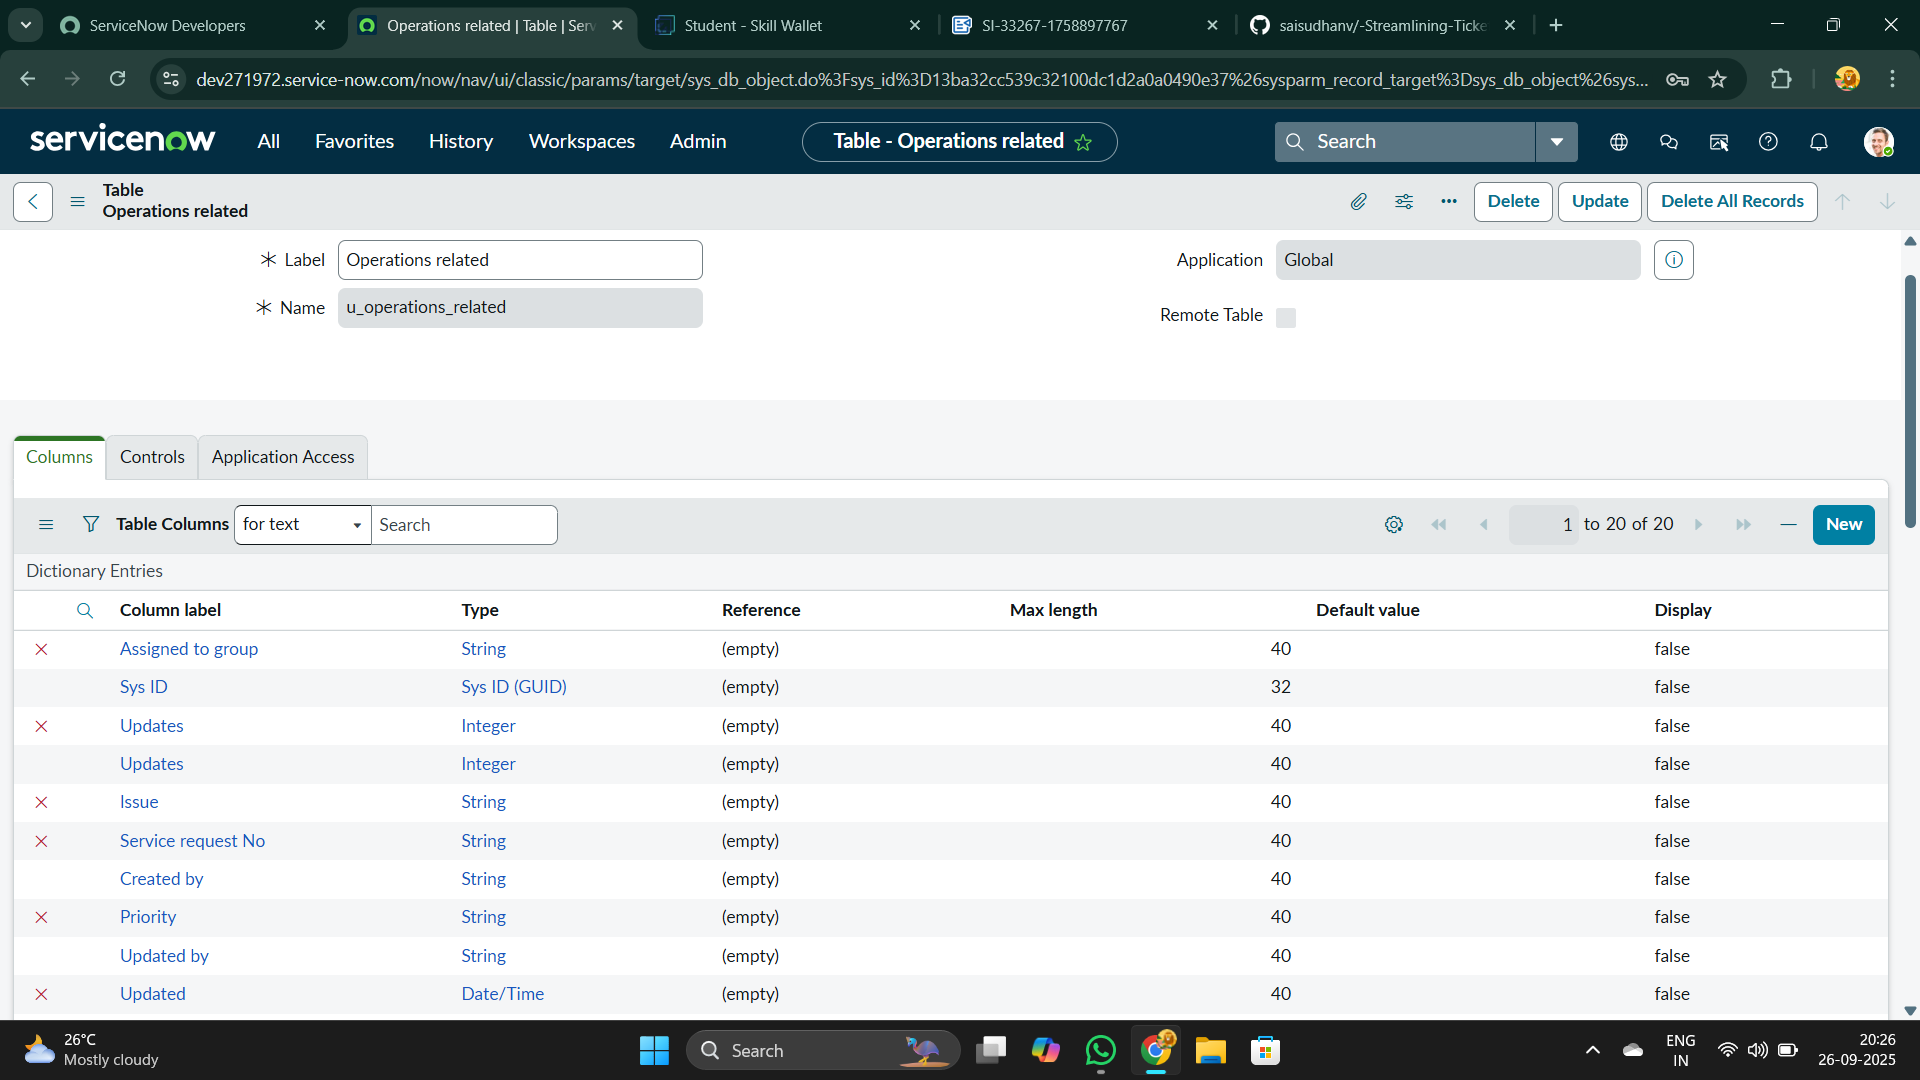 ServiceNow Developers
Operations related | Table | Serv
Student - Skill Wallet
SI-33267-1758897767
saisudhanv/-Streamlining-Ticke
dev271972.service-now.com/now/nav/ui/classic/params/target/sys_db_object.do%3Fsys_id%3D13ba32cc539c32100dc1d2a0a0490e37%26sysparm_record_target%3Dsys_db_object%26sys...
servicenow
All
Favorites
History
Workspaces
Admin
Table - Operations related
Search
Table
Operations related
Delete
Update
Delete All Records
Label
Operations related
Application
Global
Name
u_operations_related
Remote Table
Columns
Controls
Application Access
Table Columns
for text
Search
1 to 20 of 20
New
Dictionary Entries
Column label Type Reference Max length Default value Display
Assigned to group String (empty) 40 false
Sys ID Sys ID (GUID) (empty) 32 false
Updates Integer (empty) 40 false
Updates Integer (empty) 40 false
Issue String (empty) 40 false
Service request No String (empty) 40 false
Created by String (empty) 40 false
Priority String (empty) 40 false
Updated by String (empty) 40 false
Updated Date/Time (empty) 40 false
26°C
Mostly cloudy
Search
ENG
IN
20:26
26-09-2025